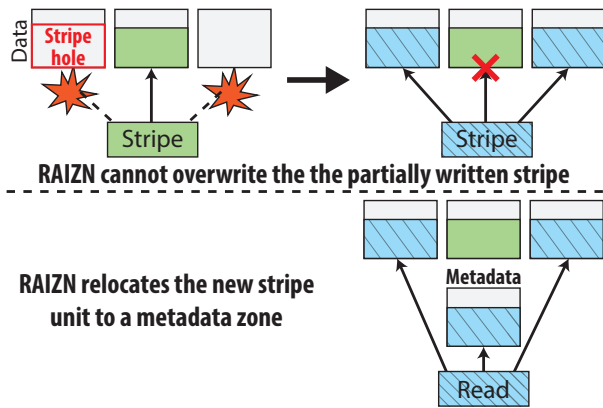 Data
Stripe
hole
Stripe
Stripe
RAIZN cannot overwrite the the partially written stripe
RAIZN relocates the new stripe
unit to a metadata zone
Metadata
Read